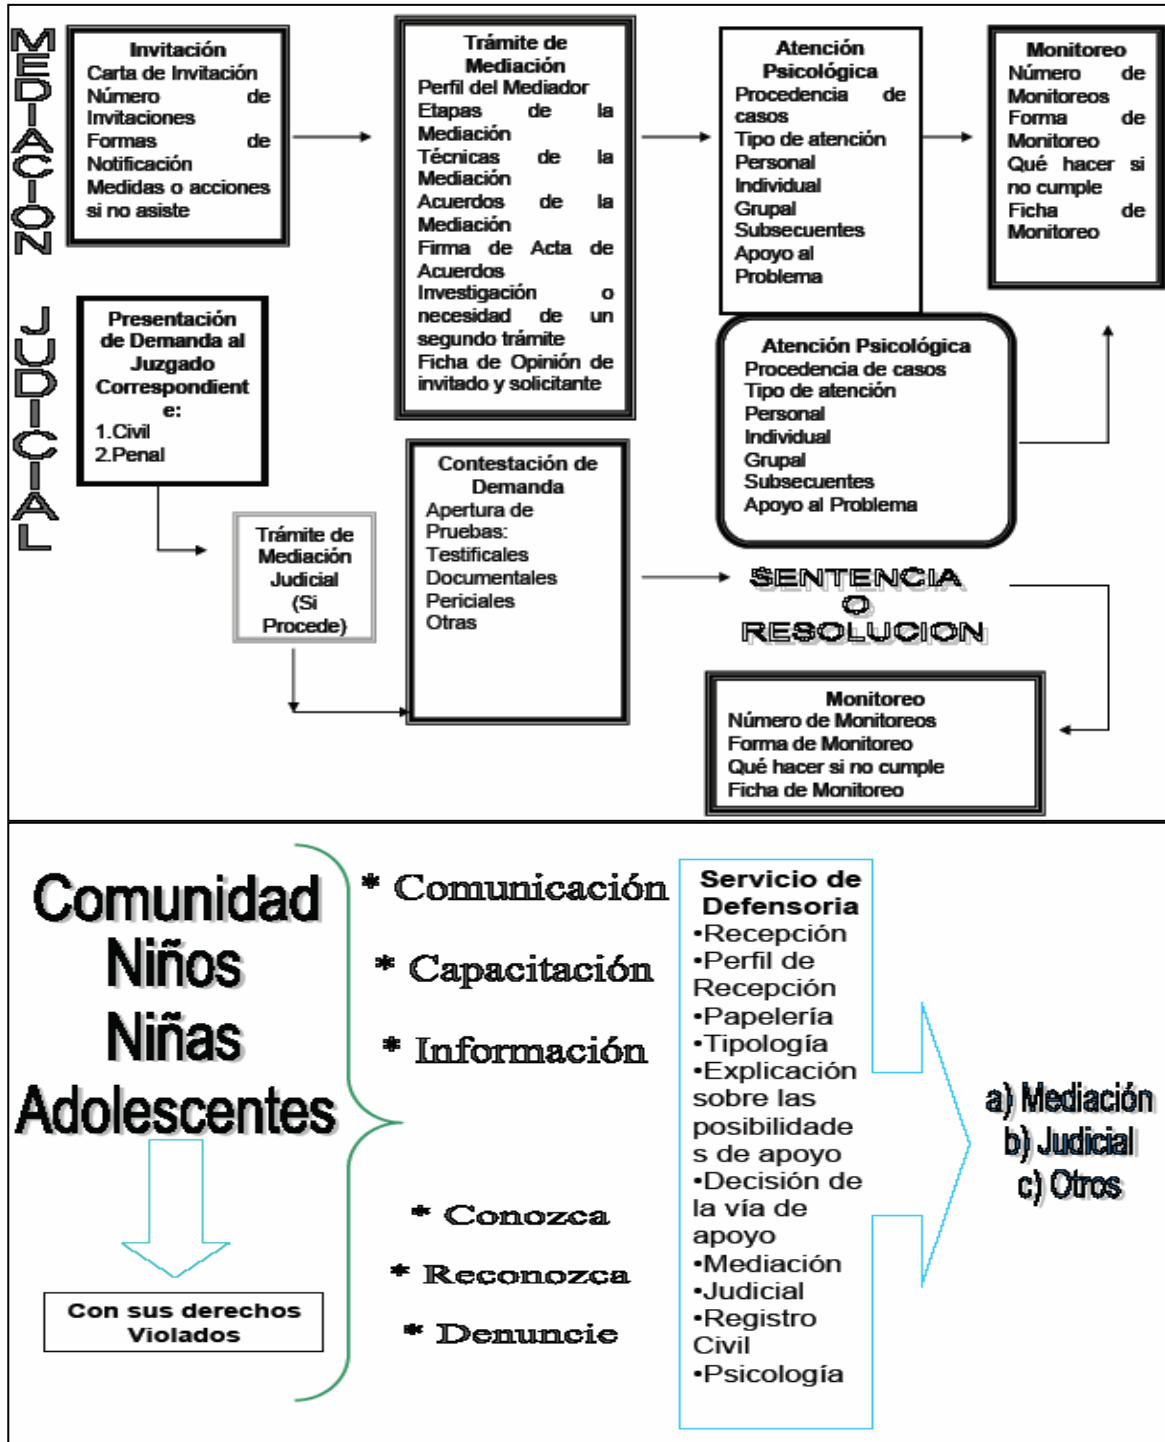 MEDIACION
Invitación
Carta de Invitación
Número de
Invitaciones
Formas de
Notificación
Medidas o acciones
si no asiste
Trámite de
Mediación
Perfil del Mediador
Etapas de la
Mediación
Técnicas de la
Mediación
Acuerdos de la
Mediación
Firma de Acta de
Acuerdos
Investigación o
necesidad de un
segundo trámite
Ficha de Opinión de
invitado y solicitante
Atención
Psicológica
Procedencia de
casos
Tipo de atención
Personal
Individual
Grupal
Subsecuentes
Apoyo al
Problema
Monitoreo
Número de
Monitoreos
Forma de
Monitoreo
Qué hacer si
no cumple
Ficha de
Monitoreo
JUDICIAL
Presentación
de Demanda al
Juzgado
Correspondient
e:
1.Civil
2.Penal
Trámite de
Mediación
Judicial
(Si
Procede)
Contestación de
Demanda
Apertura de
Pruebas:
Testificales
Documentales
Periciales
Otras
Atención Psicológica
Procedencia de casos
Tipo de atención
Personal
Individual
Grupal
Subsecuentes
Apoyo al Problema
SENTENCIA
O
RESOLUCION
Monitoreo
Número de Monitoreos
Forma de Monitoreo
Qué hacer si no cumple
Ficha de Monitoreo
Comunidad
Niños
Niñas
Adolescentes
Con sus derechos
Violados
* Comunicación
* Capacitación
* Información
* Conozca
* Reconozca
* Denuncie
Servicio de
Defensoria
•Recepción
•Perfil de
Recepción
•Papelería
•Tipología
•Explicación
sobre las
posibilidade
s de apoyo
•Decisión de
la vía de
apoyo
•Mediación
•Judicial
•Registro
Civil
•Psicología
a) Mediación
b) Judicial
c) Otros